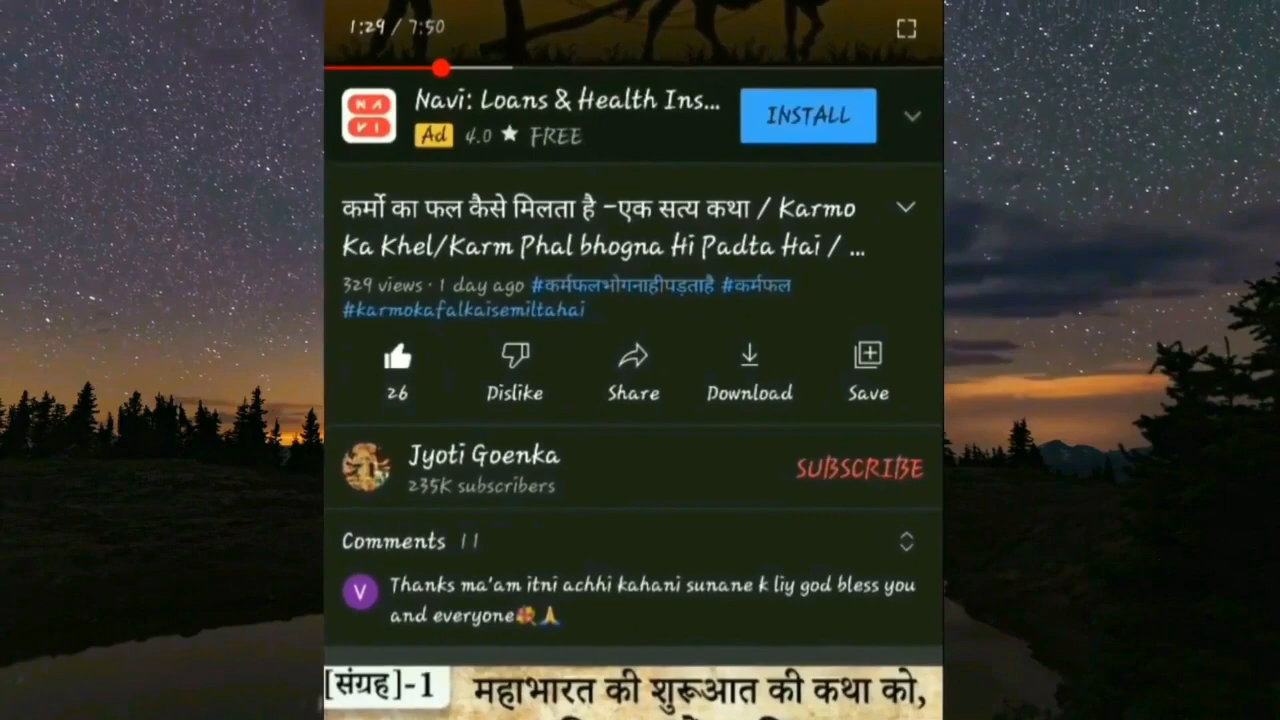 1:29 / 7:50
NAVI
Navi: Loans & Health Ins...
INSTALL
Ad 4.0 ★ FREE
कर्मो का फल कैसे मिलता है -एक सत्य कथा / Karmo
Ka Khel/Karm Phal bhogna Hi Padta Hai / ...
329 views · 1 day ago #कर्मफलभोगनाहीपड़ताहै #कर्मफल
#karmokafalkaisemiltahai
26 Dislike Share Download Save
Jyoti Goenka
235K subscribers
SUBSCRIBE
Comments 11
V
Thanks ma'am itni achhi kahani sunane k liy god bless you
and everyone💐🙏
[संग्रह]-1 महाभारत की शुरूआत की कथा को,